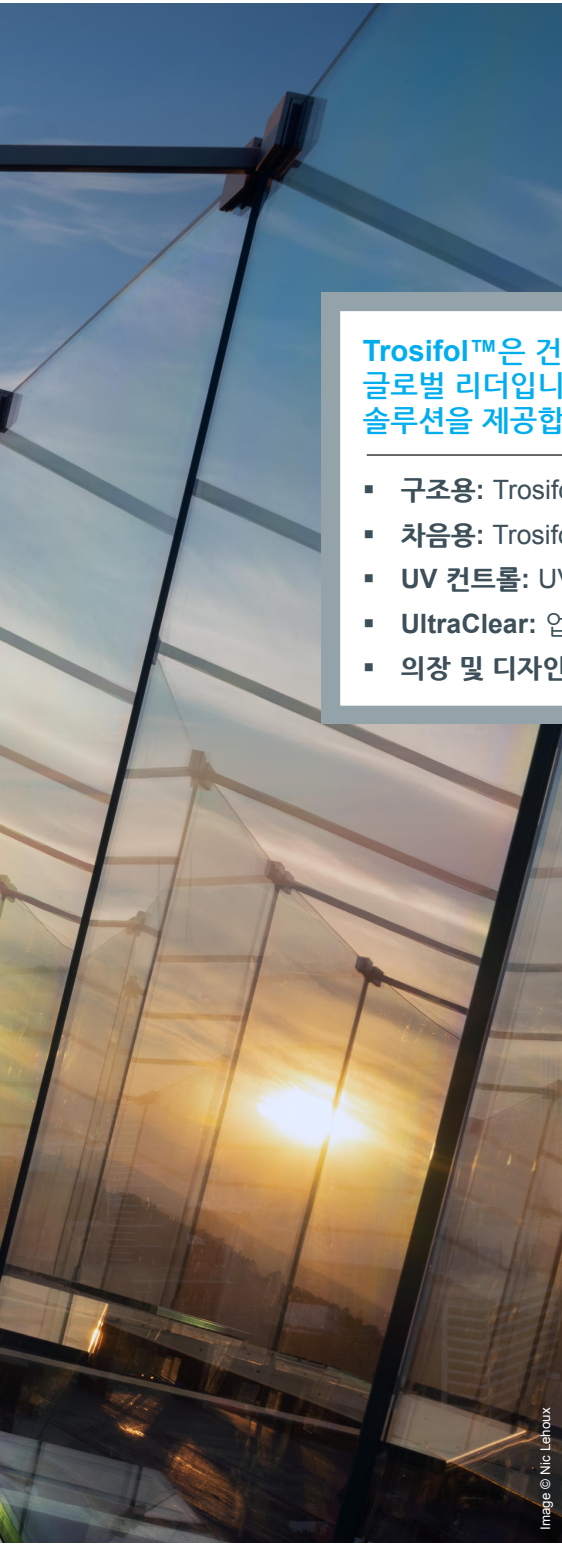 Trosifol™은 건
글로벌 리더입니
솔루션을 제공합
▪ 구조용: Trosifo
▪ 차음용: Trosifo
▪ UV 컨트롤: UV
▪ UltraClear: 업
▪ 의장 및 디자인
Image © Nic Lehoux